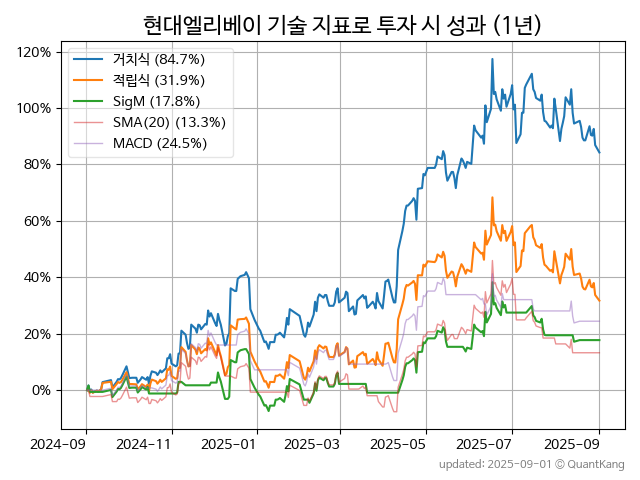 현대엘리베이 기술 지표로 투자 시 성과 (1년)
거치식 (84.7%)
적립식 (31.9%)
SigM (17.8%)
SMA(20) (13.3%)
MACD (24.5%)
120%
100%
80%
60%
40%
20%
0%
2024-09 2024-11 2025-01 2025-03 2025-05 2025-07 2025-09
updated: 2025-09-01 © QuantKang